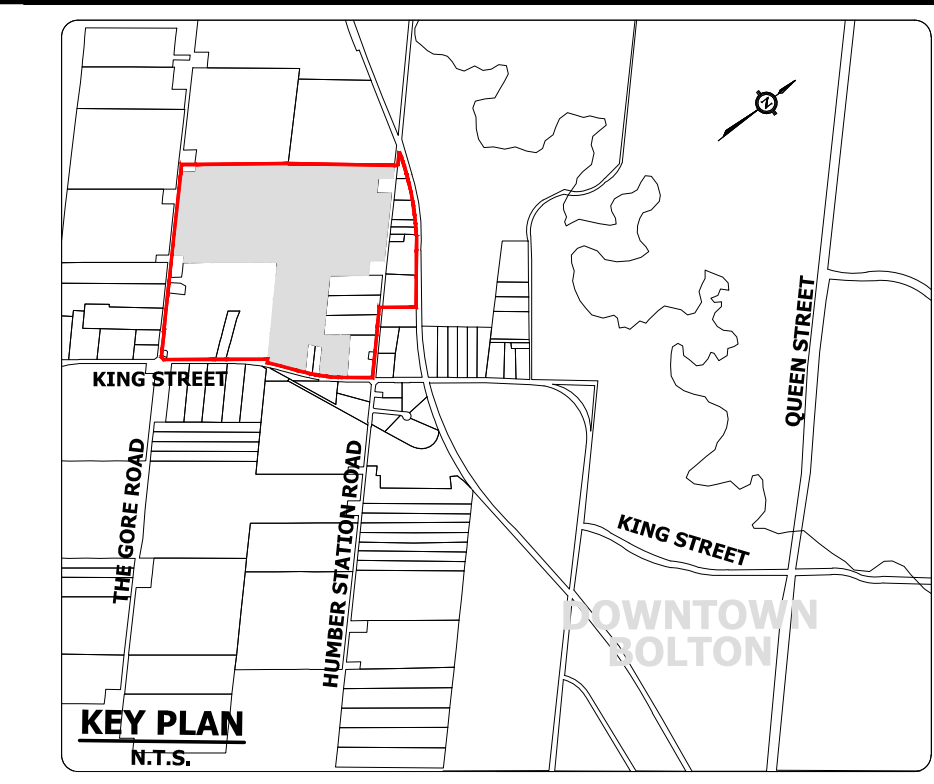 N
QUEEN STREET
KING STREET
THE GORE ROAD
HUMBER STATION ROAD
KING STREET
DOWNTOWN
BOLTON
KEY PLAN
N.T.S.